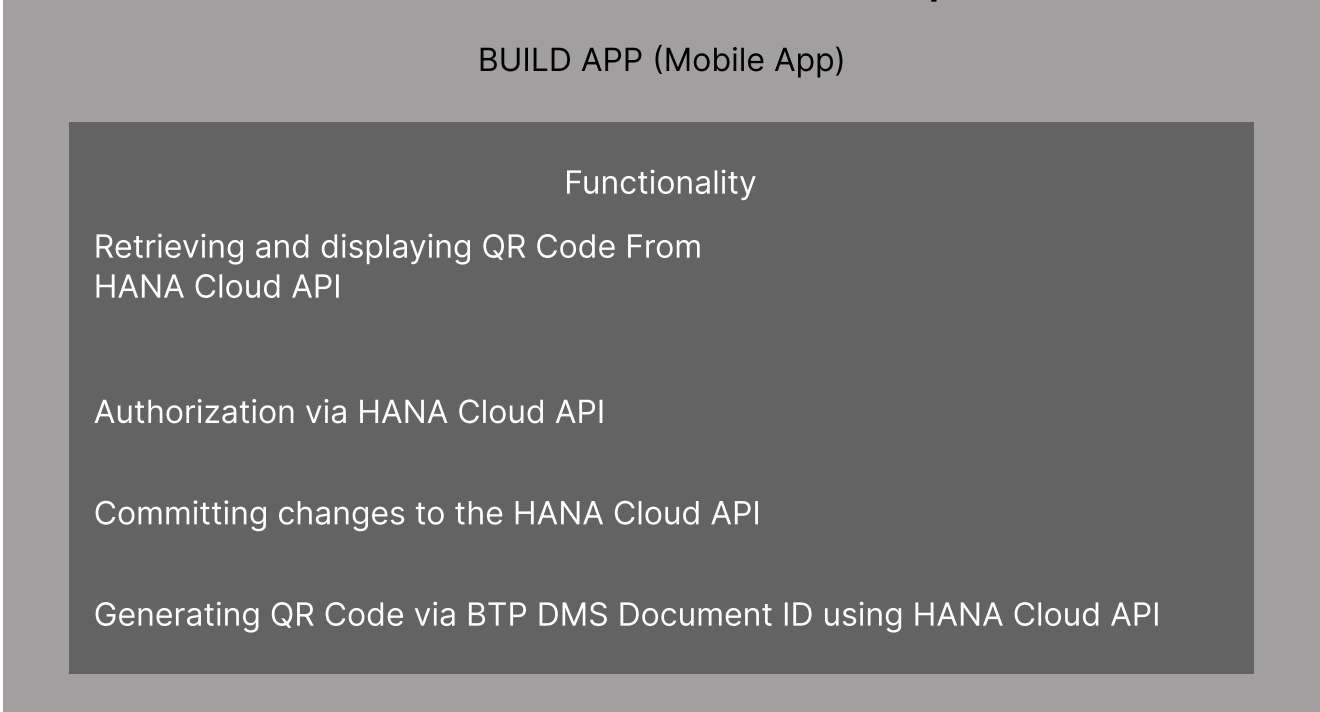 BUILD APP (Mobile App)
Functionality
Retrieving and displaying QR Code From
HANA Cloud API
Authorization via HANA Cloud API
Committing changes to the HANA Cloud API
Generating QR Code via BTP DMS Document ID using HANA Cloud API